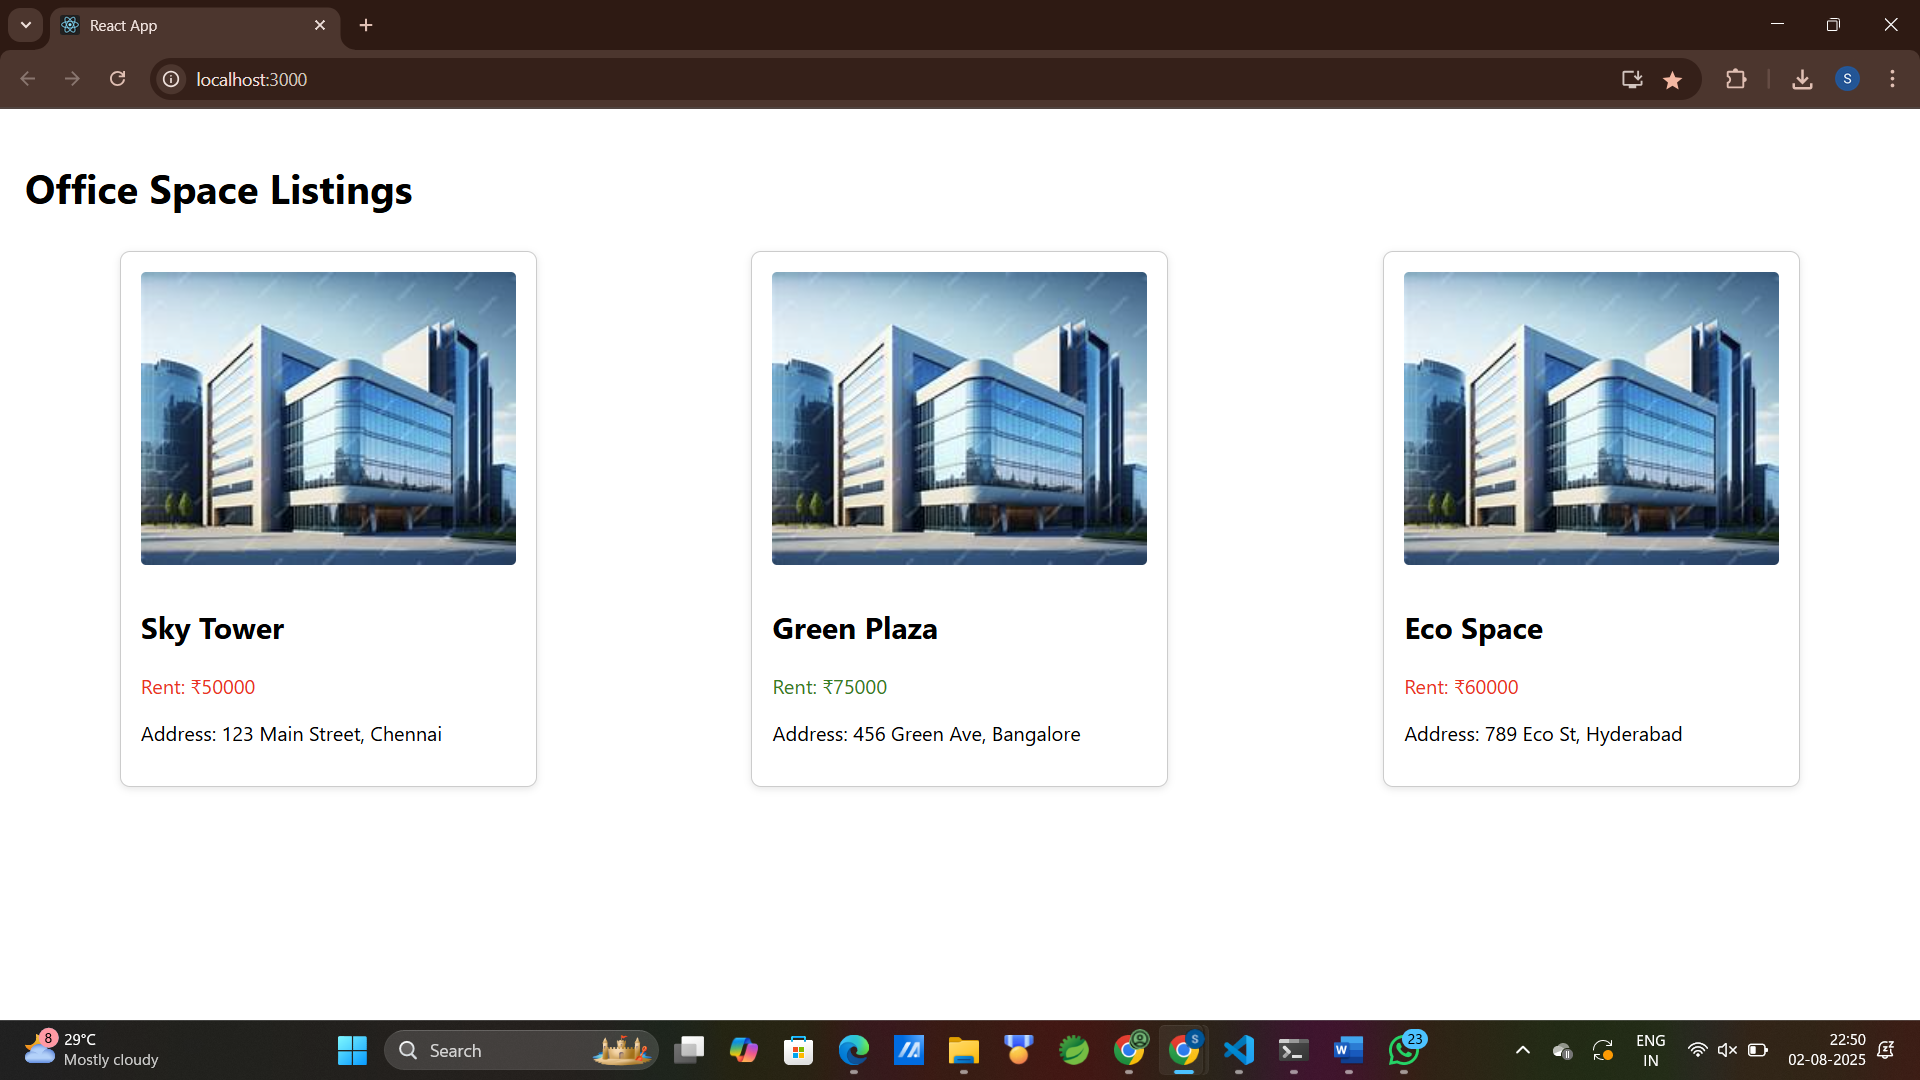 React App
localhost:3000
S
Office Space Listings
Sky Tower
Rent: ₹50000
Address: 123 Main Street, Chennai
Green Plaza
Rent: ₹75000
Address: 456 Green Ave, Bangalore
Eco Space
Rent: ₹60000
Address: 789 Eco St, Hyderabad
8
29°C
Mostly cloudy
Search
S
W
23
ENG
IN
22:50
02-08-2025